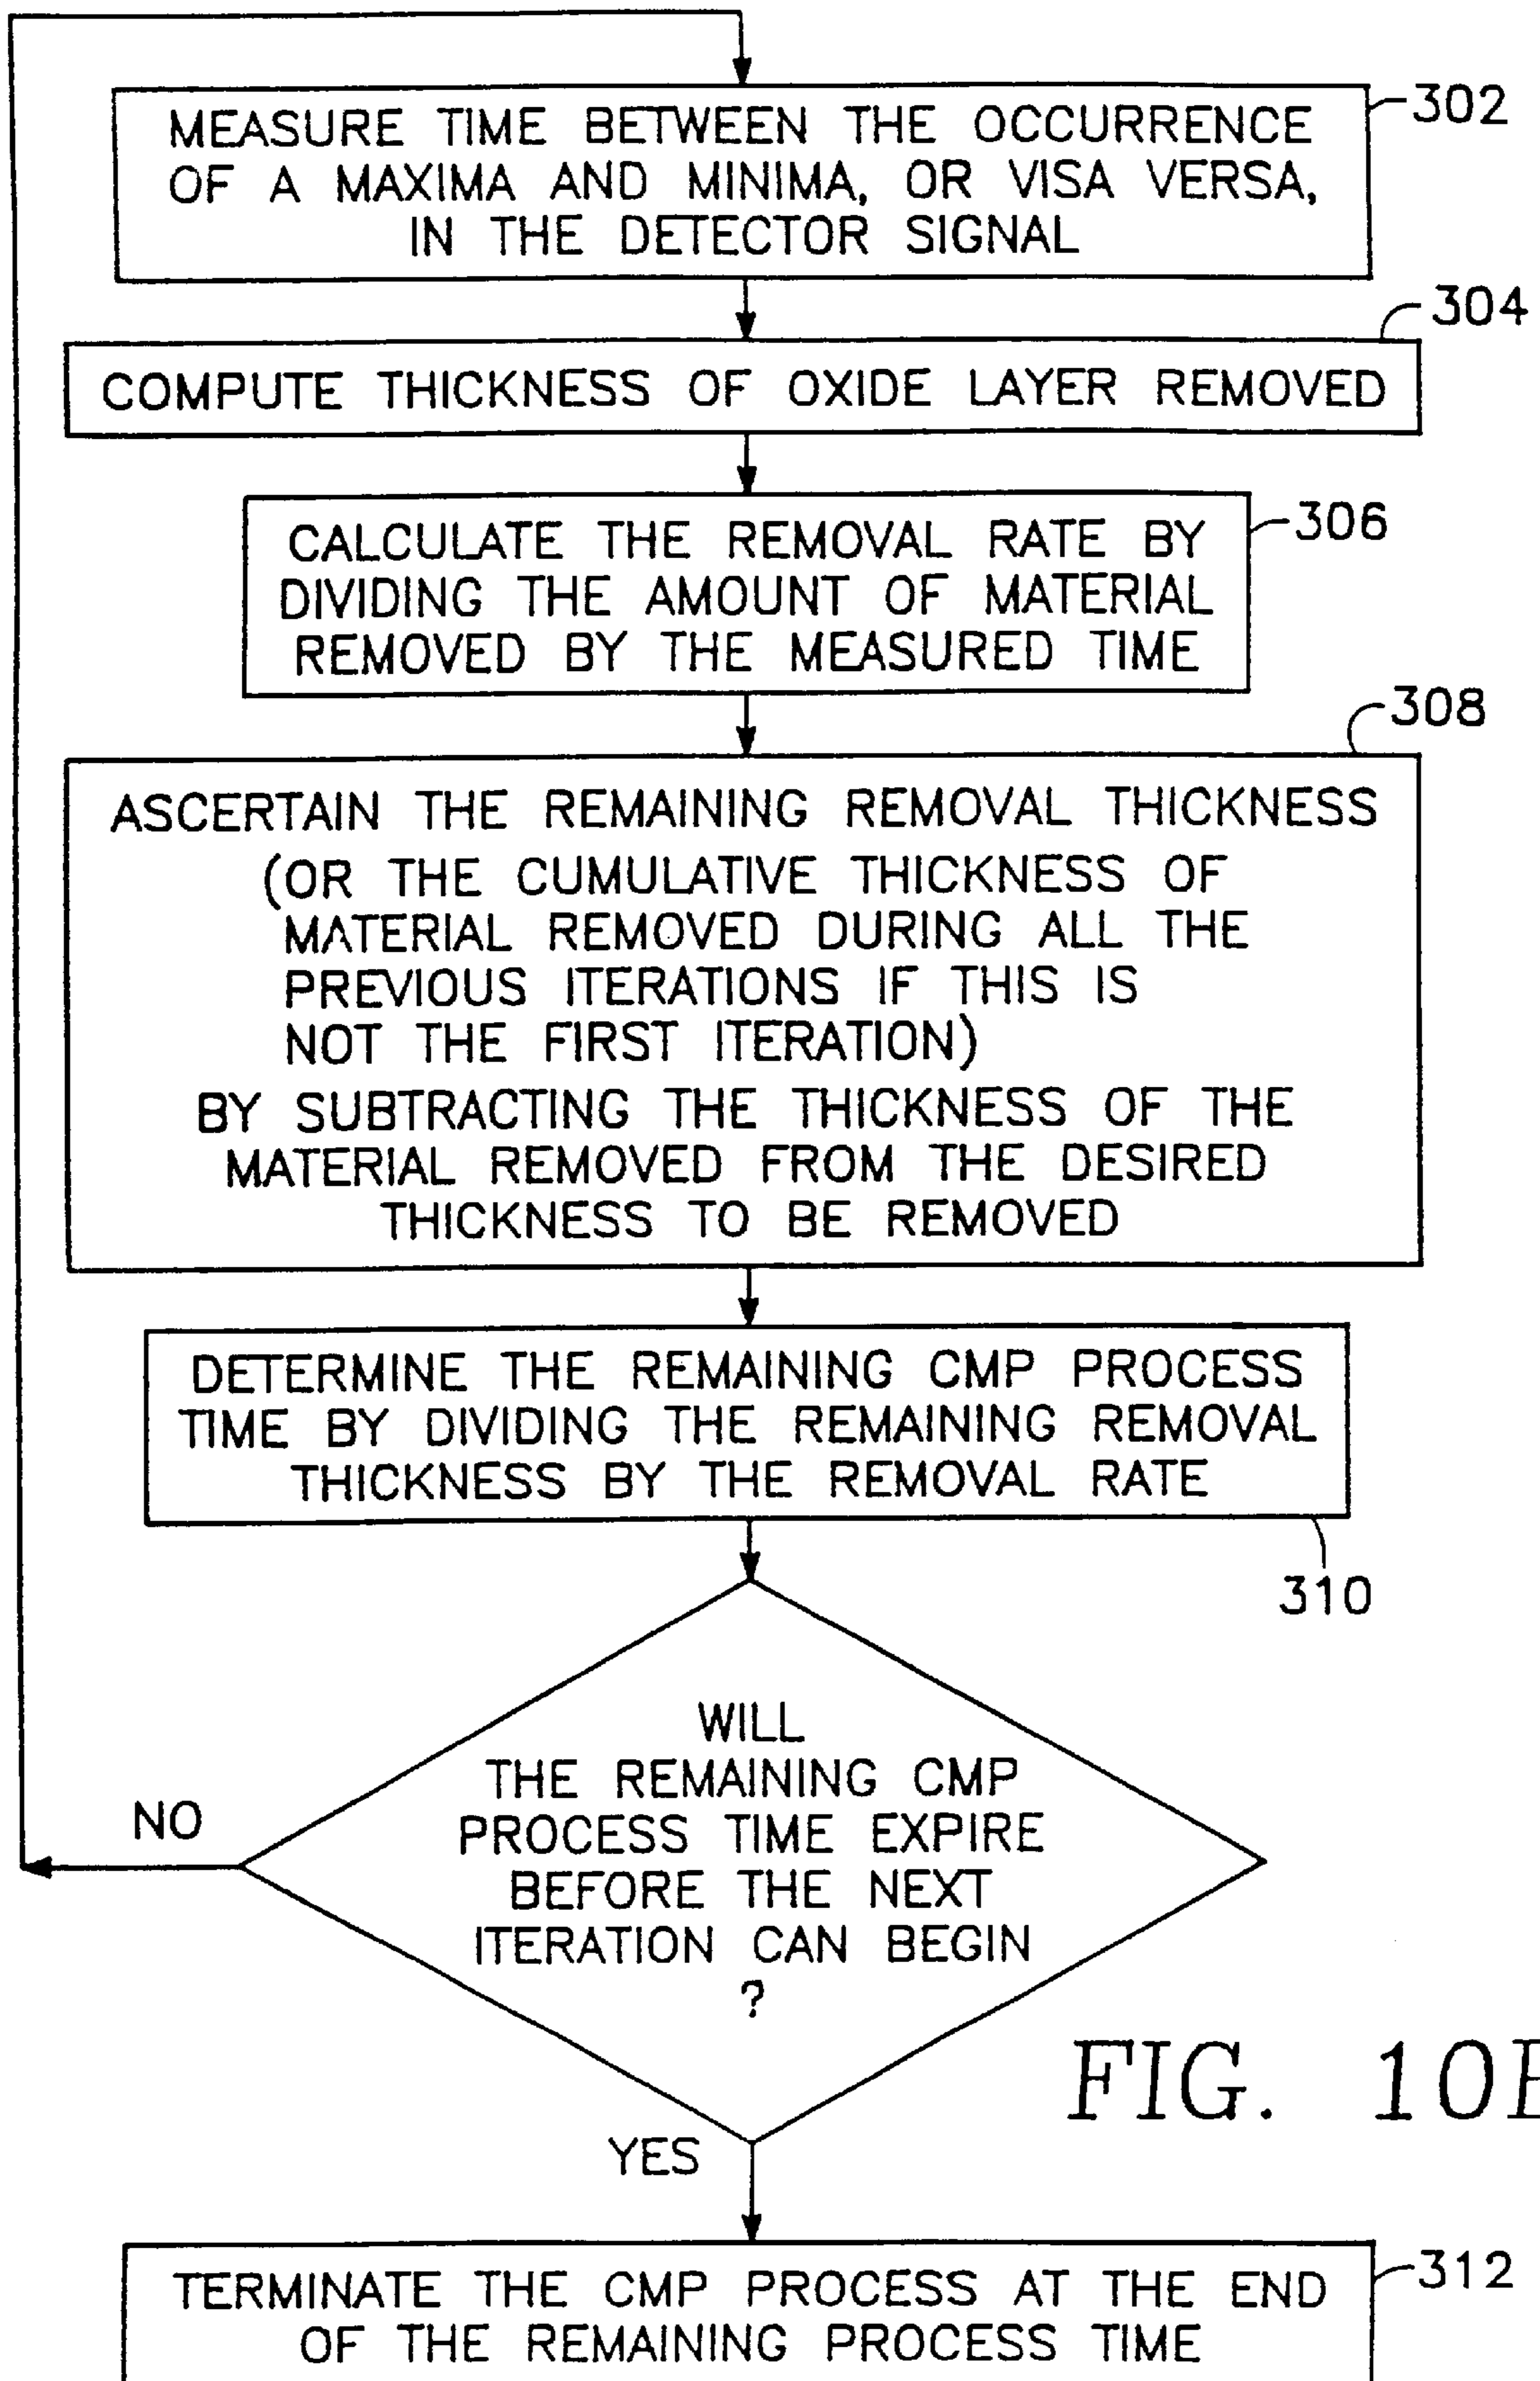 MEASURE TIME BETWEEN THE OCCURRENCE
OF A MAXIMA AND MINIMA, OR VISA VERSA,
IN THE DETECTOR SIGNAL
302
COMPUTE THICKNESS OF OXIDE LAYER REMOVED
304
CALCULATE THE REMOVAL RATE BY
DIVIDING THE AMOUNT OF MATERIAL
REMOVED BY THE MEASURED TIME
306
ASCERTAIN THE REMAINING REMOVAL THICKNESS
(OR THE CUMULATIVE THICKNESS OF
MATERIAL REMOVED DURING ALL THE
PREVIOUS ITERATIONS IF THIS IS
NOT THE FIRST ITERATION)
BY SUBTRACTING THE THICKNESS OF THE
MATERIAL REMOVED FROM THE DESIRED
THICKNESS TO BE REMOVED
308
DETERMINE THE REMAINING CMP PROCESS
TIME BY DIVIDING THE REMAINING REMOVAL
THICKNESS BY THE REMOVAL RATE
310
WILL
THE REMAINING CMP
PROCESS TIME EXPIRE
BEFORE THE NEXT
ITERATION CAN BEGIN
?
NO
YES
FIG. 10
TERMINATE THE CMP PROCESS AT THE END
OF THE REMAINING PROCESS TIME
312